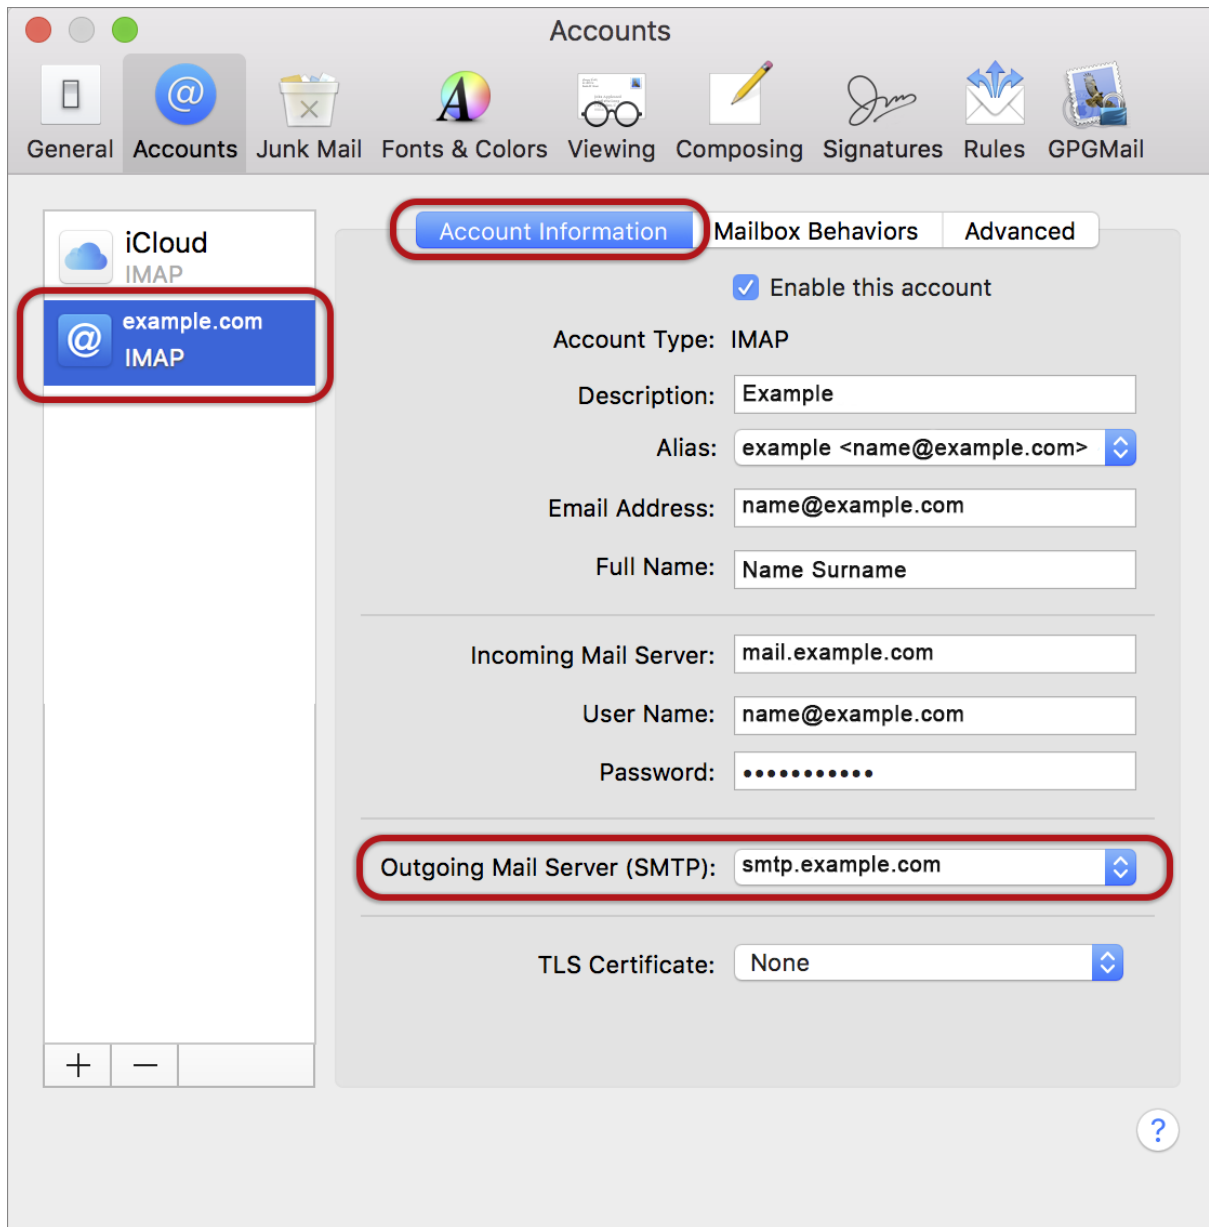 Accounts
General Accounts Junk Mail Fonts & Colors Viewing Composing Signatures Rules GPGMail
iCloud
IMAP
example.com
IMAP
Account Information Mailbox Behaviors Advanced
Enable this account
Account Type: IMAP
Description: Example
Alias: example <name@example.com>
Email Address: name@example.com
Full Name: Name Surname
Incoming Mail Server: mail.example.com
User Name: name@example.com
Password: •••••••••••
Outgoing Mail Server (SMTP): smtp.example.com
TLS Certificate: None
+ −
?